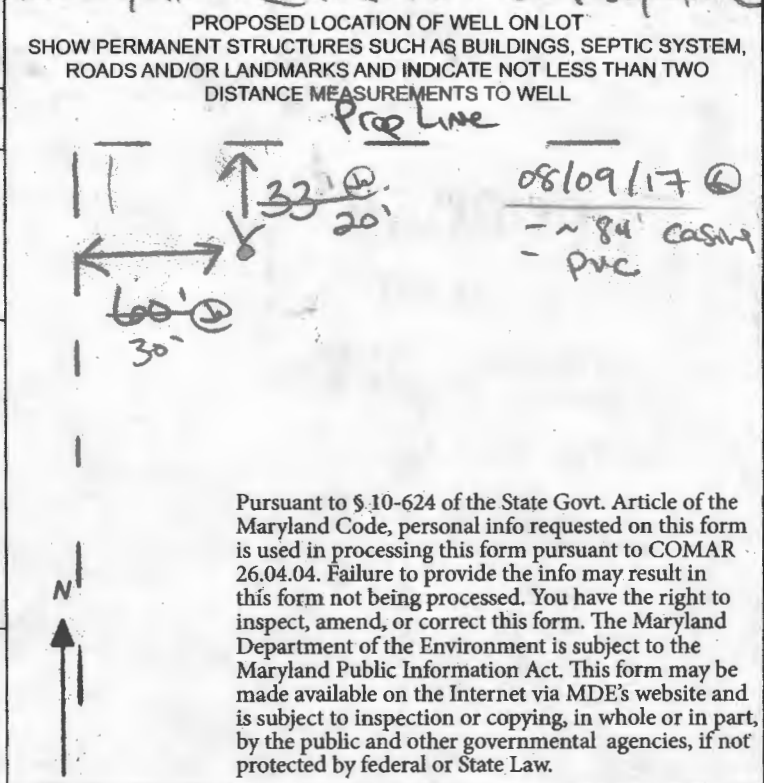 PROPOSED LOCATION OF WELL ON LOT
SHOW PERMANENT STRUCTURES SUCH AS BUILDINGS, SEPTIC SYSTEM,
ROADS AND/OR LANDMARKS AND INDICATE NOT LESS THAN TWO
DISTANCE MEASUREMENTS TO WELL
Prop Line
33'
20'
08/09/17
- ~ 84' casing
- PVC
60'
30'
Pursuant to § 10-624 of the State Govt. Article of the
Maryland Code, personal info requested on this form
is used in processing this form pursuant to COMAR
26.04.04. Failure to provide the info may result in
this form not being processed. You have the right to
inspect, amend, or correct this form. The Maryland
Department of the Environment is subject to the
Maryland Public Information Act. This form may be
made available on the Internet via MDE's website and
is subject to inspection or copying, in whole or in part,
by the public and other governmental agencies, if not
protected by federal or State Law.
N